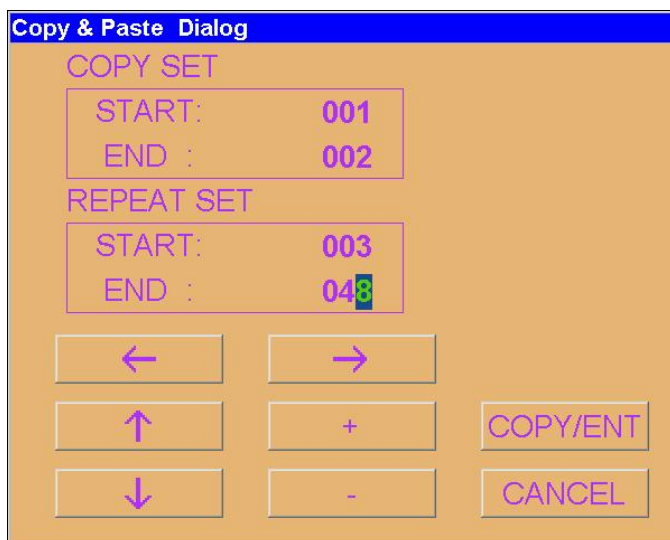 Copy & Paste Dialog
COPY SET
START: 001
END : 002
REPEAT SET
START: 003
END : 048
← →
↑ + COPY/ENT
↓ - CANCEL